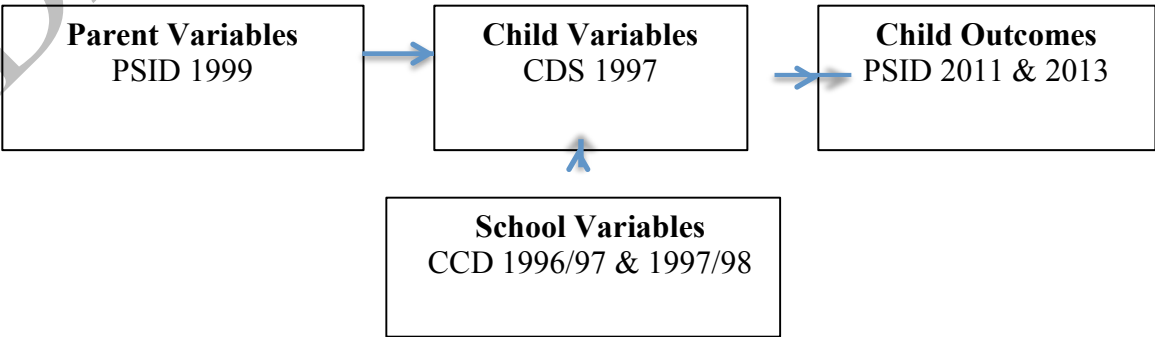 Parent Variables
PSID 1999
Child Variables
CDS 1997
Child Outcomes
PSID 2011 & 2013
School Variables
CCD 1996/97 & 1997/98